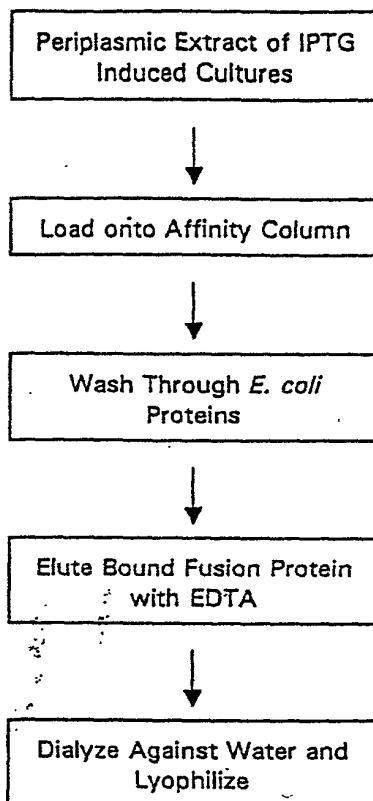 Periplasmic Extract of IPTG
Induced Cultures
Load onto Affinity Column
Wash Through E. coli
Proteins
Elute Bound Fusion Protein
with EDTA
Dialyze Against Water and
Lyophilize